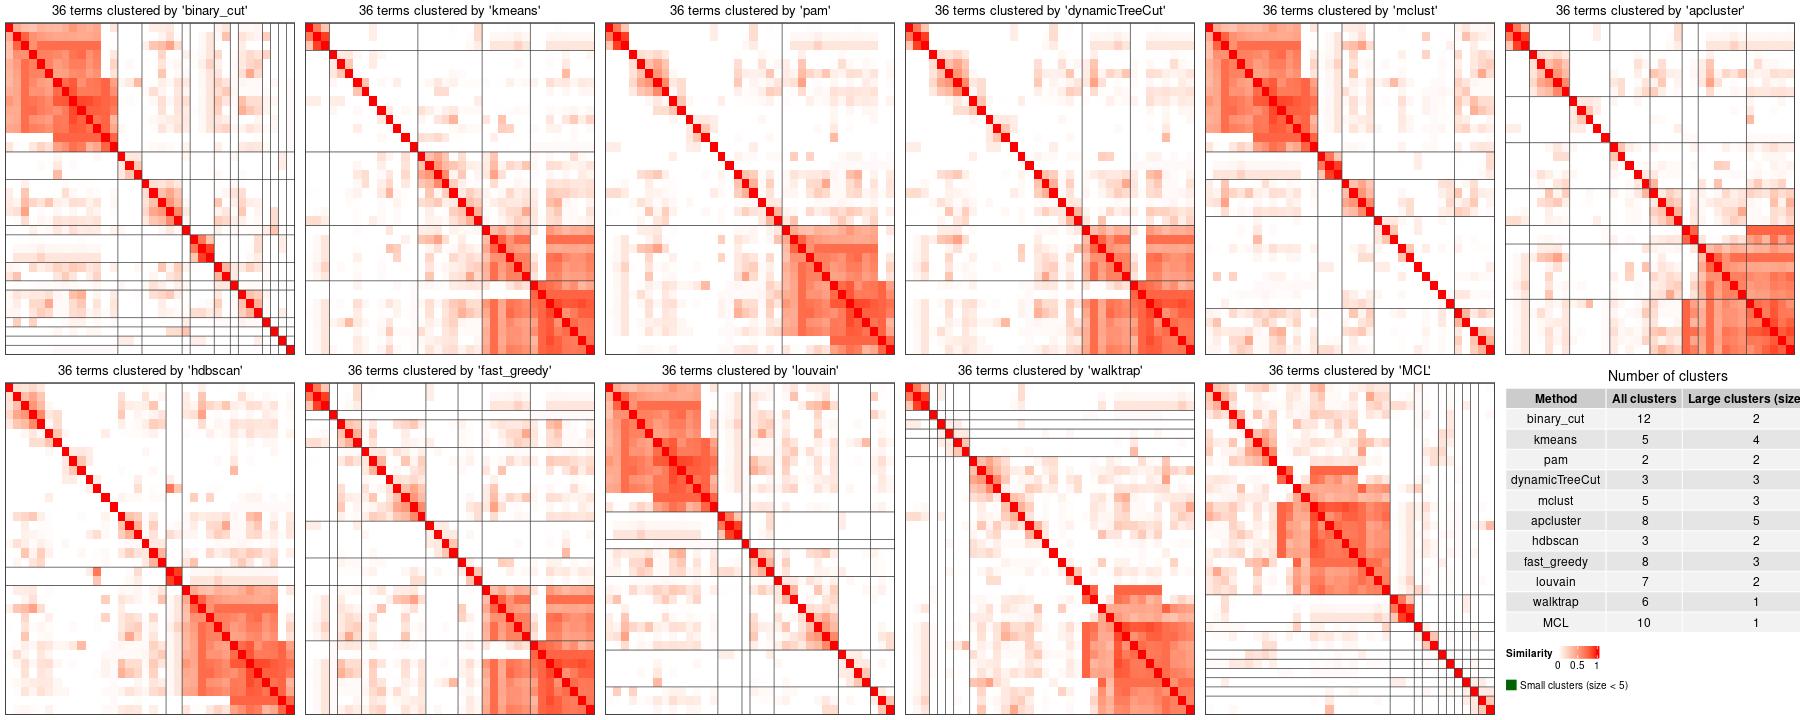 36 terms clustered by 'binary_cut'
36 terms clustered by 'kmeans'
36 terms clustered by 'pam'
36 terms clustered by 'dynamicTreeCut'
36 terms clustered by 'mclust'
36 terms clustered by 'apcluster'
36 terms clustered by 'hdbscan'
36 terms clustered by 'fast_greedy'
36 terms clustered by 'louvain'
36 terms clustered by 'walktrap'
36 terms clustered by 'MCL'
Number of clusters
Method All clusters Large clusters (size
binary_cut 12 2
kmeans 5 4
pam 2 2
dynamicTreeCut 3 3
mclust 5 3
apcluster 8 5
hdbscan 3 2
fast_greedy 8 3
louvain 7 2
walktrap 6 1
MCL 10 1
Similarity
0 0.5 1
Small clusters (size < 5)